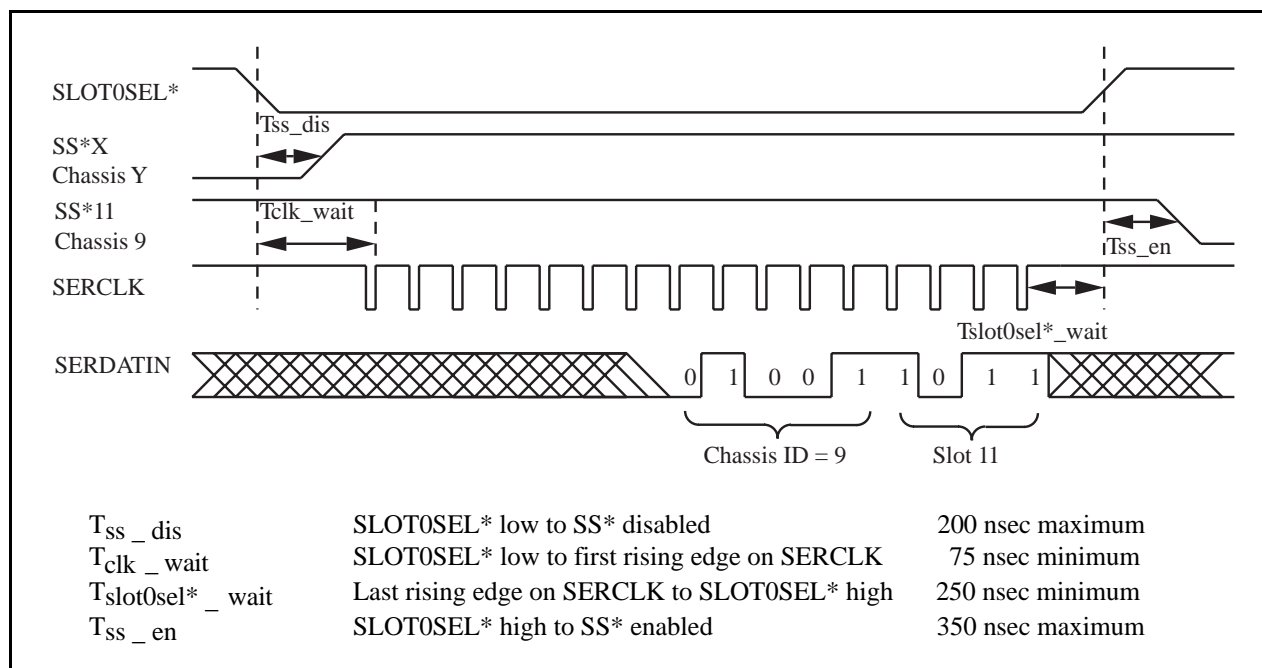 SLOT0SEL*
Tss_dis
SS*X
Chassis Y
SS*11
Chassis 9
Tclk_wait
Tss_en
SERCLK
Tslot0sel*_wait
SERDATIN
0 1 0 0 1 1 0 1 1
Chassis ID = 9 Slot 11
Tss _ dis SLOT0SEL* low to SS* disabled 200 nsec maximum
Tclk _ wait SLOT0SEL* low to first rising edge on SERCLK 75 nsec minimum
Tslot0sel* _ wait Last rising edge on SERCLK to SLOT0SEL* high 250 nsec minimum
Tss _ en SLOT0SEL* high to SS* enabled 350 nsec maximum